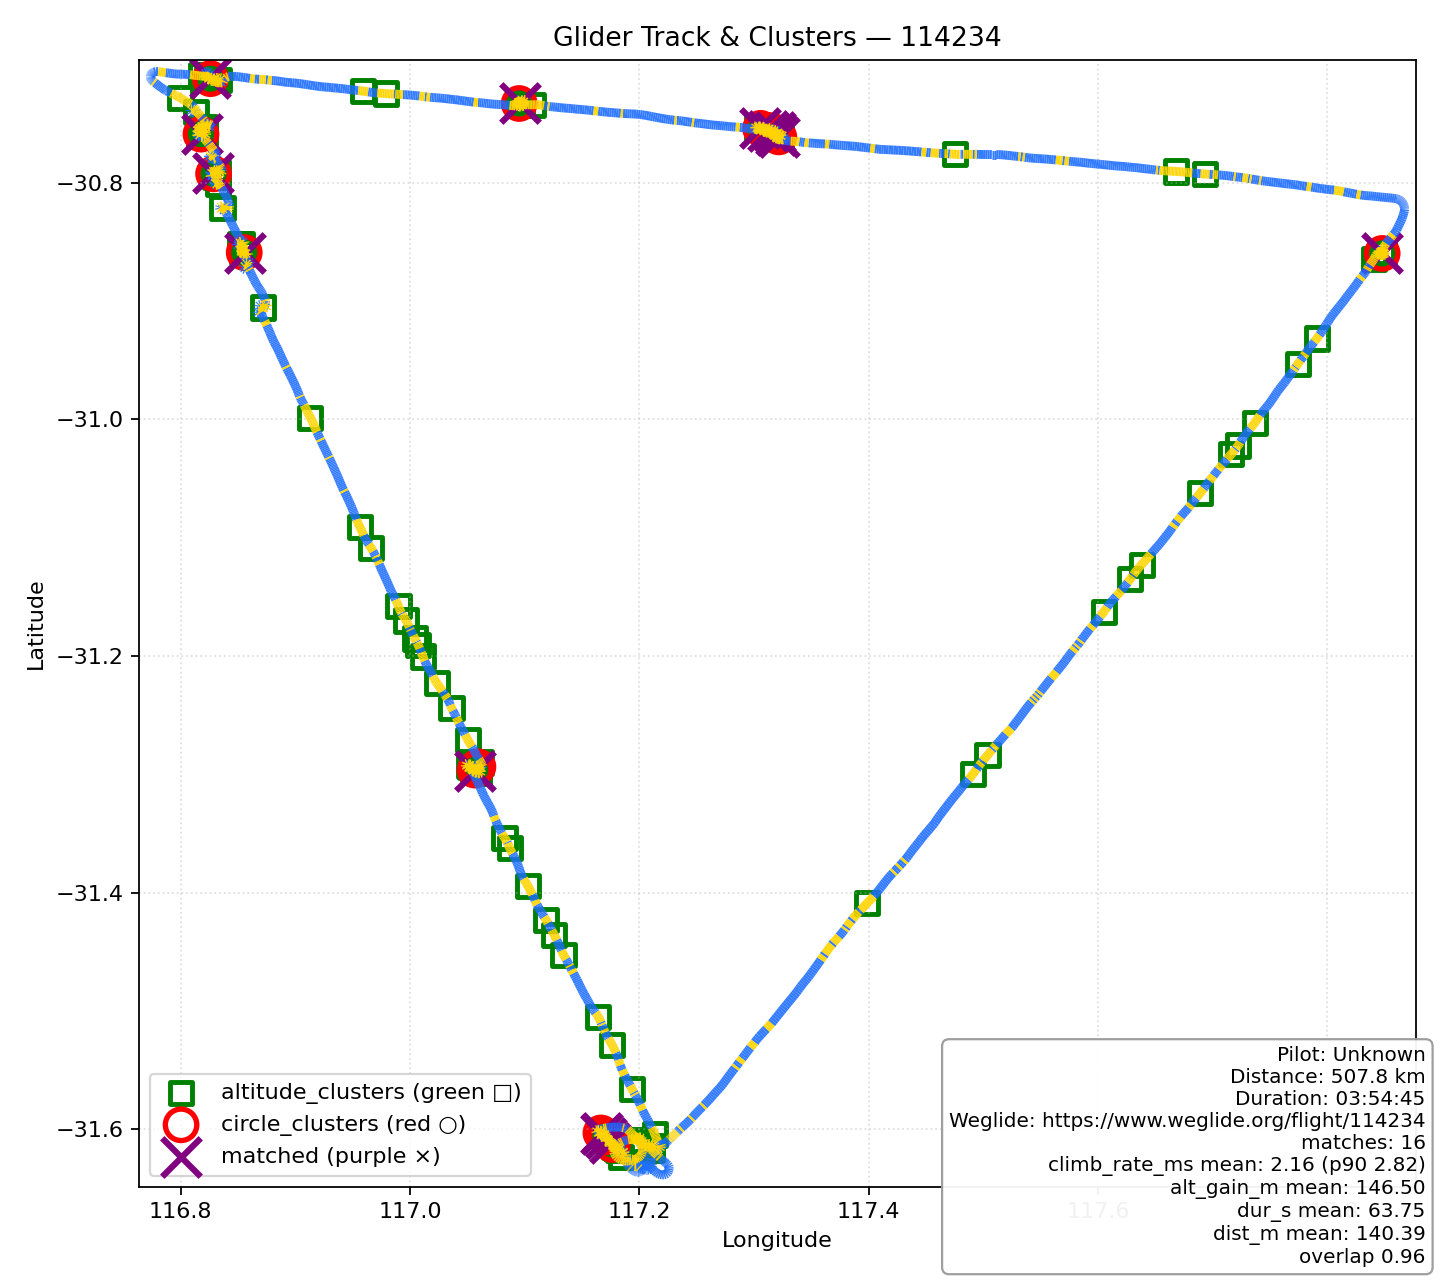 Glider Track & Clusters — 114234
Latitude
−30.8
−31.0
−31.2
−31.4
−31.6
altitude_clusters (green □)
circle_clusters (red ○)
matched (purple ×)
Pilot: Unknown
Distance: 507.8 km
Duration: 03:54:45
Weglide: https://www.weglide.org/flight/114234
matches: 16
climb_rate_ms mean: 2.16 (p90 2.82)
alt_gain_m mean: 146.50
dur_s mean: 63.75
dist_m mean: 140.39
overlap 0.96
116.8 117.0 117.2 117.4 117.6
Longitude